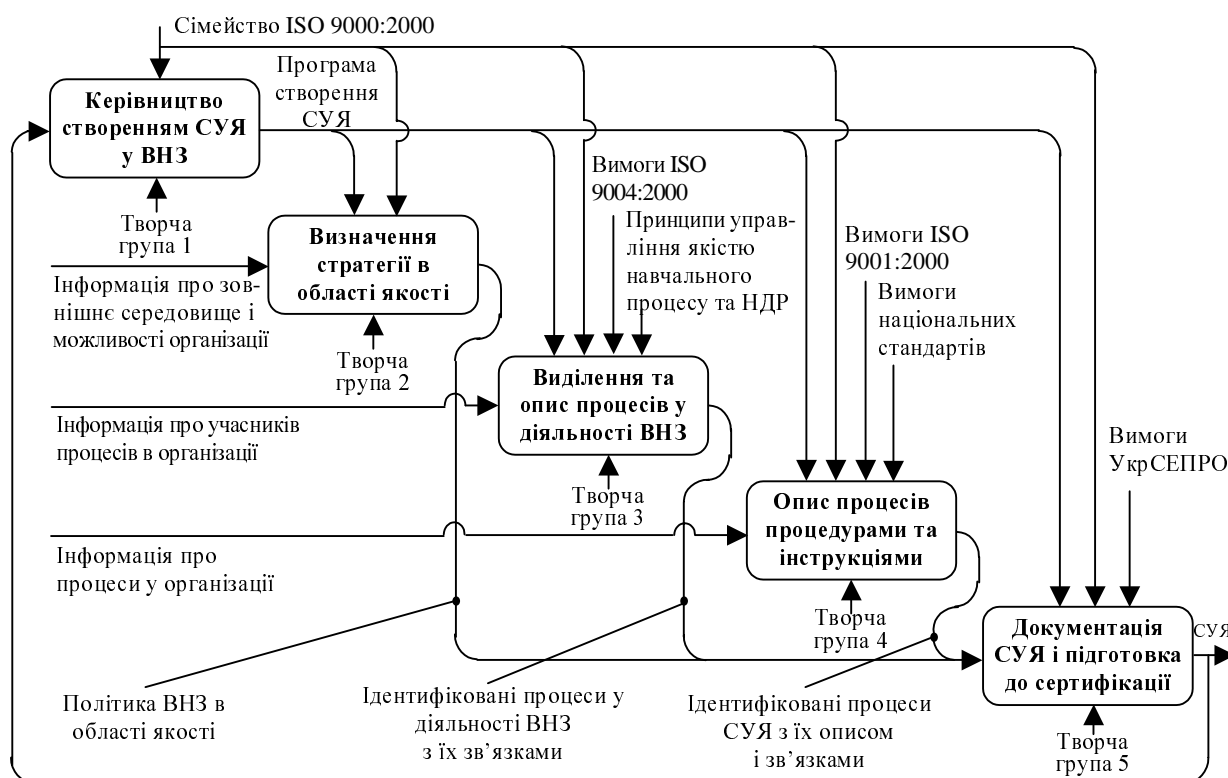 Сімейство ISO 9000:2000
Програма
створення
СУЯ
Керівництво
створенням СУЯ
у ВНЗ
Творча
група 1
Вимоги ISO
9004:2000
Принципи управ-
ління якістю
навчального
процесу та НДР
Визначення
стратегії в
області якості
Вимоги ISO
9001:2000
Вимоги
національних
стандартів
Інформація про зов-
нішнє середовище і
можливості організації
Творча
група 2
Виділення та
опис процесів у
діяльності ВНЗ
Інформація про учасників
процесів в організації
Вимоги
УкрСЕПРО
Творча
група 3
Опис процесів
процедурами та
інструкціями
Інформація про
процеси у організації
Творча
група 4
Документація
СУЯ і підготовка
до сертифікації
СУЯ
Політика ВНЗ в
області якості
Ідентифіковані процеси у
діяльності ВНЗ
з їх зв’язками
Ідентифіковані процеси
СУЯ з їх описом
і зв’язками
Творча
група 5